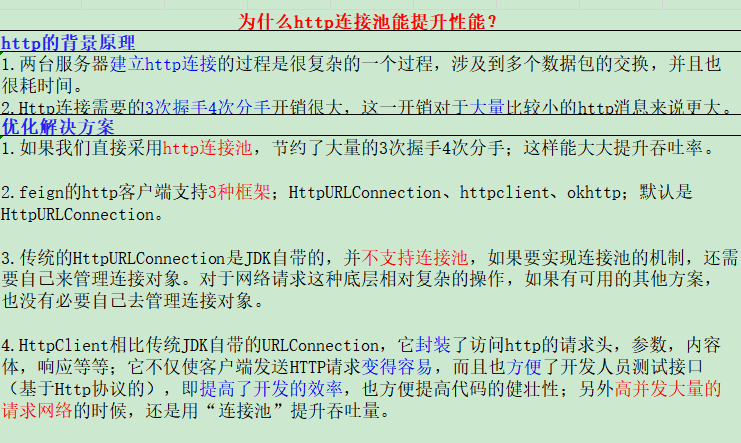 为什么http连接池能提升性能？
http的背景原理
1.两台服务器建立http连接的过程是很复杂的一个过程，涉及到多个数据包的交换，并且也
很耗时间。
2.Http连接需要的3次握手4次分手开销很大，这一开销对于大量比较小的http消息来说更大。
优化解决方案
1.如果我们直接采用http连接池，节约了大量的3次握手4次分手；这样能大大提升吞吐率。
2.feign的http客户端支持3种框架；HttpURLConnection、httpclient、okhttp；默认是
HttpURLConnection。
3.传统的HttpURLConnection是JDK自带的，并不支持连接池，如果要实现连接池的机制，还需
要自己来管理连接对象。对于网络请求这种底层相对复杂的操作，如果有可用的其他方案，
也没有必要自己去管理连接对象。
4.HttpClient相比传统JDK自带的URLConnection，它封装了访问http的请求头，参数，内容
体，响应等等；它不仅使客户端发送HTTP请求变得容易，而且也方便了开发人员测试接口
（基于Http协议的），即提高了开发的效率，也方便提高代码的健壮性；另外高并发大量的
请求网络的时候，还是用“连接池”提升吞吐量。